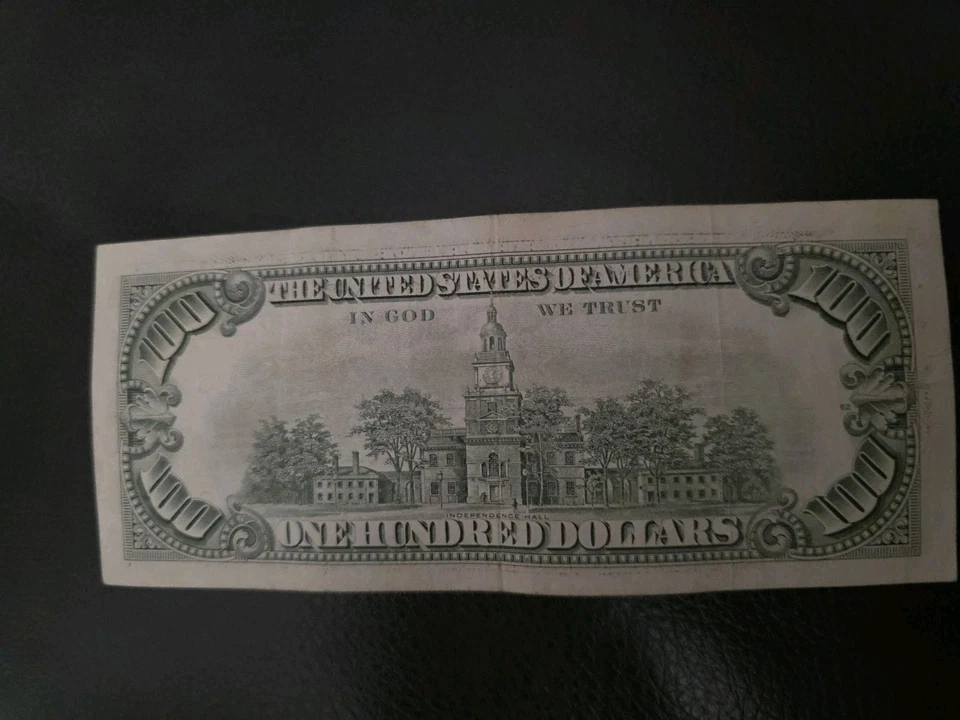 100 THE UNITED STATES OF AMERICA 100
IN GOD WE TRUST
INDEPENDENCE HALL
100 ONE HUNDRED DOLLARS 100